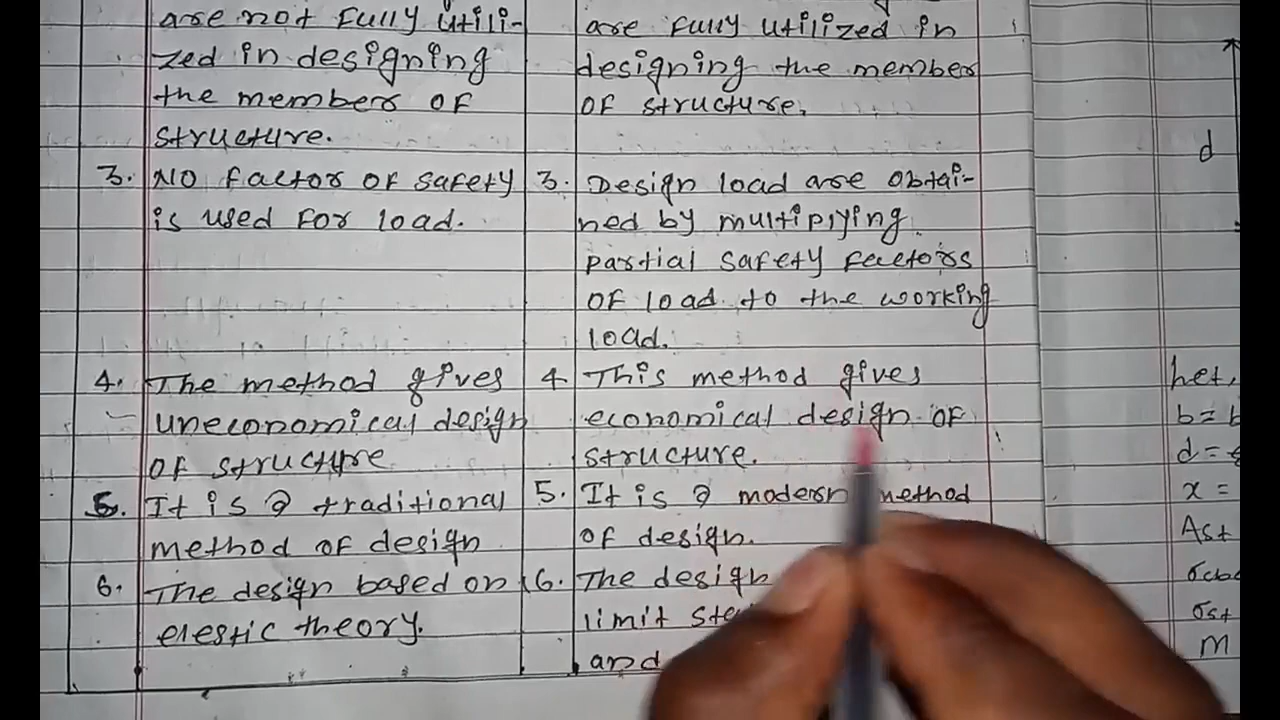 are not fully utili-
zed in designing
the members of
structure.
3. No factor of safety
is used for load.
4. The method gives
uneconomical design
of structure
5. It is a traditional
method of design
6. The design based on
elestic theory.
are fully utilized in
designing the member
of structure.
3. Design load are obtai-
ned by multiplying
partial safety factors
of load to the working
load.
4. This method gives
economical design of
structure.
5. It is a modern method
of design.
6. The design
limit
and
d
het,
b=
d=
x=
Ast
σst
m